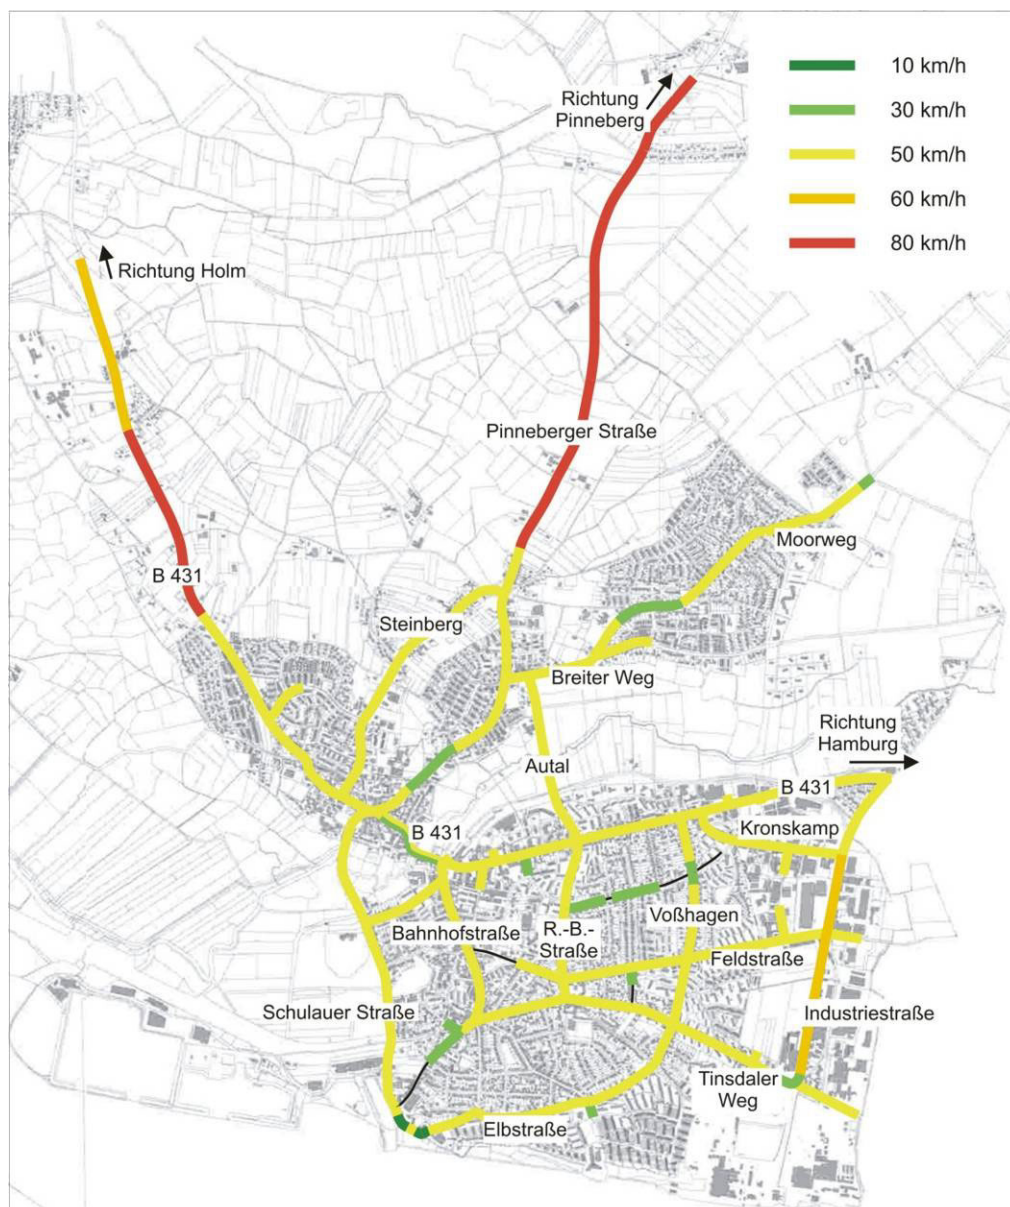 10 km/h
30 km/h
50 km/h
60 km/h
80 km/h
Richtung
Pinneberg
Richtung Holm
Pinneberger Straße
Moorweg
B 431
Steinberg
Breiter Weg
Richtung
Hamburg
Autal
B 431
B 431
Kronskamp
Voßhagen
Bahnhofstraße
R.-B.-
Straße
Feldstraße
Schulauer Straße
Industriestraße
Tinsdaler
Weg
Elbstraße